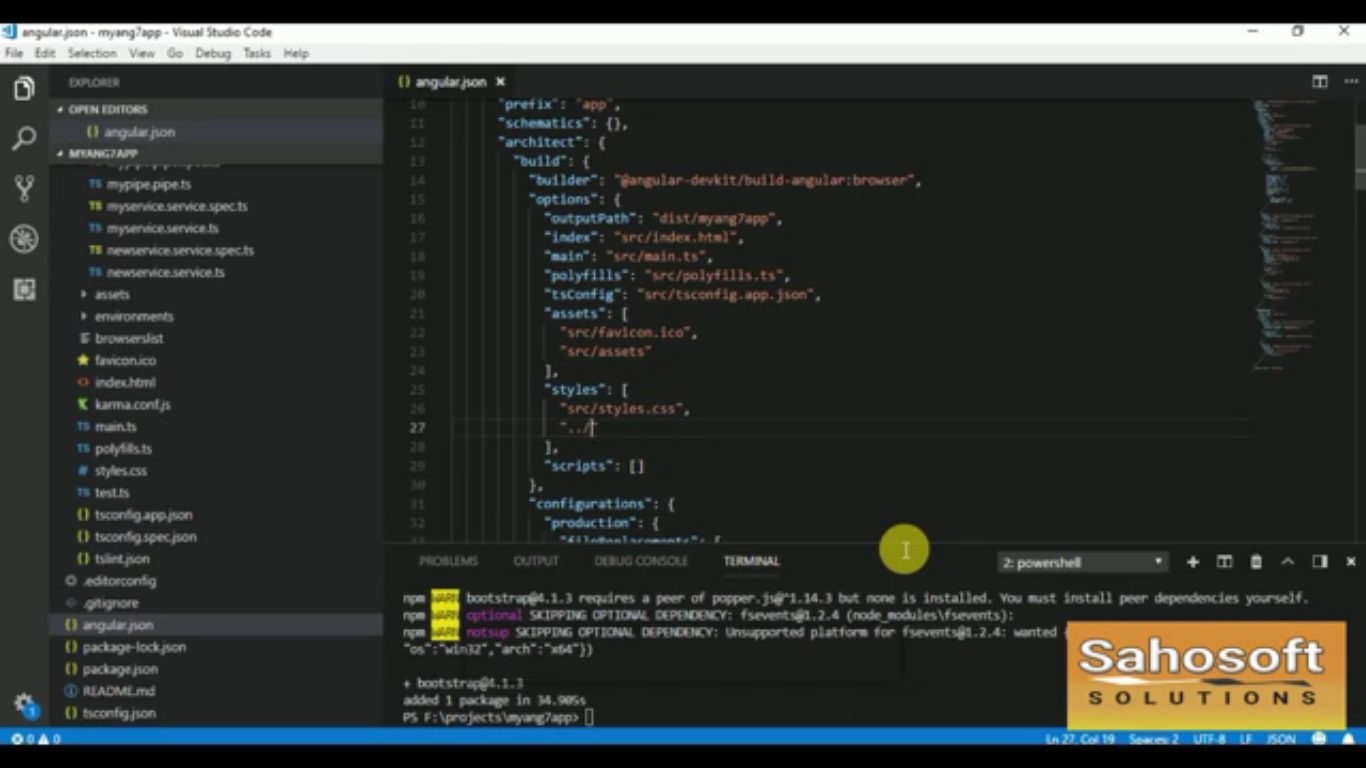 angular.json - myang7app - Visual Studio Code
File Edit Selection View Go Debug Tasks Help
EXPLORER
OPEN EDITORS
{} angular.json
MYANG7APP
TS mypipe.pipe.ts
TS myservice.service.spec.ts
TS myservice.service.ts
TS newservice.service.spec.ts
TS newservice.service.ts
assets
environments
browserslist
favicon.ico
index.html
karma.conf.js
TS main.ts
TS polyfills.ts
# styles.css
TS test.ts
{} tsconfig.app.json
{} tsconfig.spec.json
{} tslint.json
.editorconfig
.gitignore
{} angular.json
{} package-lock.json
{} package.json
README.md
{} tsconfig.json
1
{} angular.json
10 "prefix": "app",
11 "schematics": {},
12 "architect": {
13 "build": {
14 "builder": "@angular-devkit/build-angular:browser",
15 "options": {
16 "outputPath": "dist/myang7app",
17 "index": "src/index.html",
18 "main": "src/main.ts",
19 "polyfills": "src/polyfills.ts",
20 "tsConfig": "src/tsconfig.app.json",
21 "assets": [
22 "src/favicon.ico",
23 "src/assets"
24 ],
25 "styles": [
26 "src/styles.css",
27 "../"
28 ],
29 "scripts": []
30 },
31 "configurations": {
32 "production": {
"fileReplacements": [
PROBLEMS OUTPUT DEBUG CONSOLE TERMINAL 2: powershell
npm WARN bootstrap@4.1.3 requires a peer of popper.js@^1.14.3 but none is installed. You must install peer dependencies yourself.
npm WARN optional SKIPPING OPTIONAL DEPENDENCY: fsevents@1.2.4 (node_modules\fsevents):
npm WARN notsup SKIPPING OPTIONAL DEPENDENCY: Unsupported platform for fsevents@1.2.4: wanted
"os":"win32","arch":"x64"})
+ bootstrap@4.1.3
added 1 package in 34.905s
PS F:\projects\myang7app>
Sahosoft
SOLUTIONS
0 0 Ln 27, Col 19 Spaces: 2 UTF-8 LF JSON